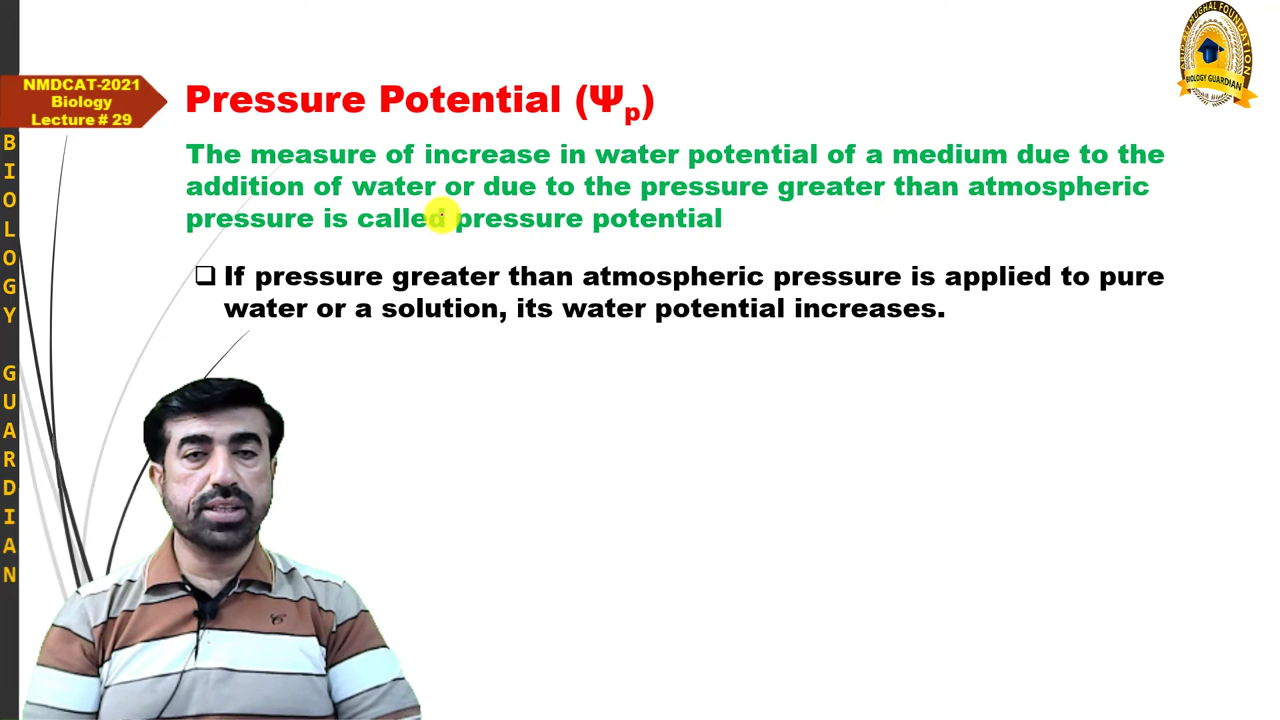 NMDCAT-2021
Biology
Lecture # 29
BIOLOGY GUARDIAN
Pressure Potential (Ψp)
The measure of increase in water potential of a medium due to the
addition of water or due to the pressure greater than atmospheric
pressure is called pressure potential
❑ If pressure greater than atmospheric pressure is applied to pure
water or a solution, its water potential increases.
MUGHAL FOUNDATION
BIOLOGY GUARDIAN